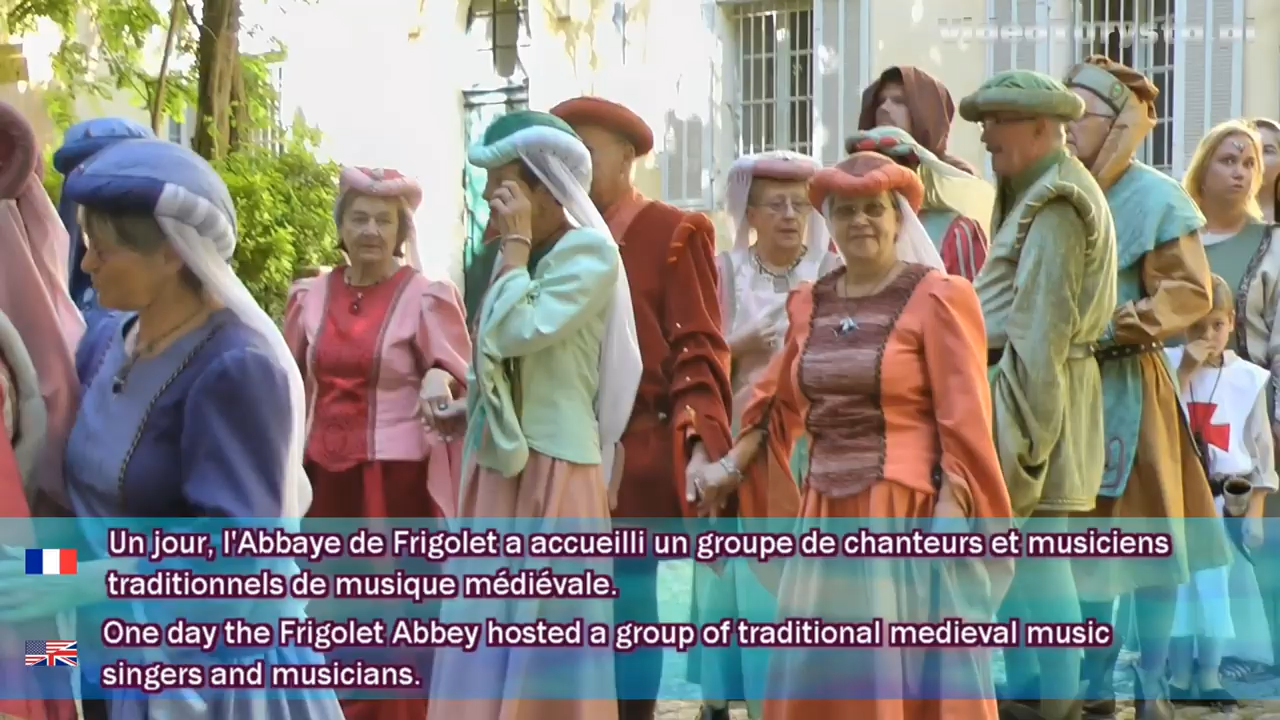 Un jour, l'Abbaye de Frigolet a accueilli un groupe de chanteurs et musiciens
traditionnels de musique médiévale.
One day the Frigolet Abbey hosted a group of traditional medieval music
singers and musicians.